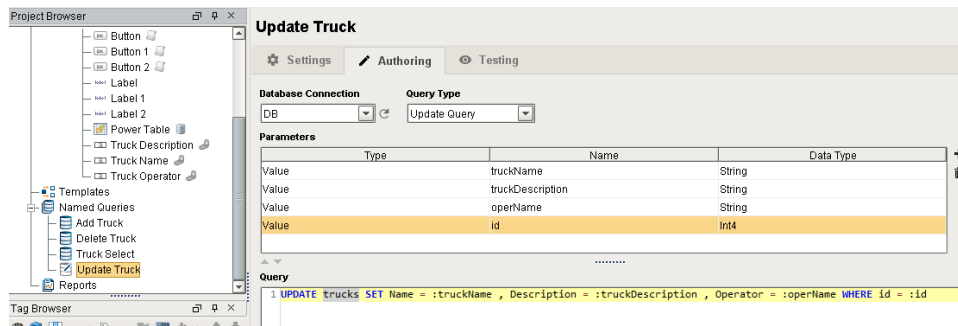 Project Browser
Button
Button 1
Button 2
Label
Label 1
Label 2
Power Table
Truck Description
Truck Name
Truck Operator
Templates
Named Queries
Add Truck
Delete Truck
Truck Select
Update Truck
Reports
Tag Browser
Update Truck
Settings Authoring Testing
Database Connection Query Type
DB Update Query
Parameters
Type Name Data Type
Value truckName String
Value truckDescription String
Value operName String
Value id Int4
Query
1 UPDATE trucks SET Name = :truckName , Description = :truckDescription , Operator = :operName WHERE id = :id